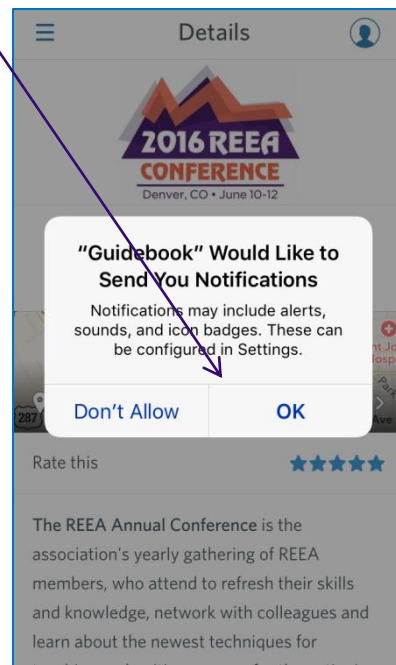 Details
2016 REEA
CONFERENCE
Denver, CO • June 10-12
"Guidebook" Would Like to
Send You Notifications
Notifications may include alerts,
sounds, and icon badges. These can
be configured in Settings.
Don't Allow
OK
287
Park
Ave
Rate this
The REEA Annual Conference is the
association's yearly gathering of REEA
members, who attend to refresh their skills
and knowledge, network with colleagues and
learn about the newest techniques for